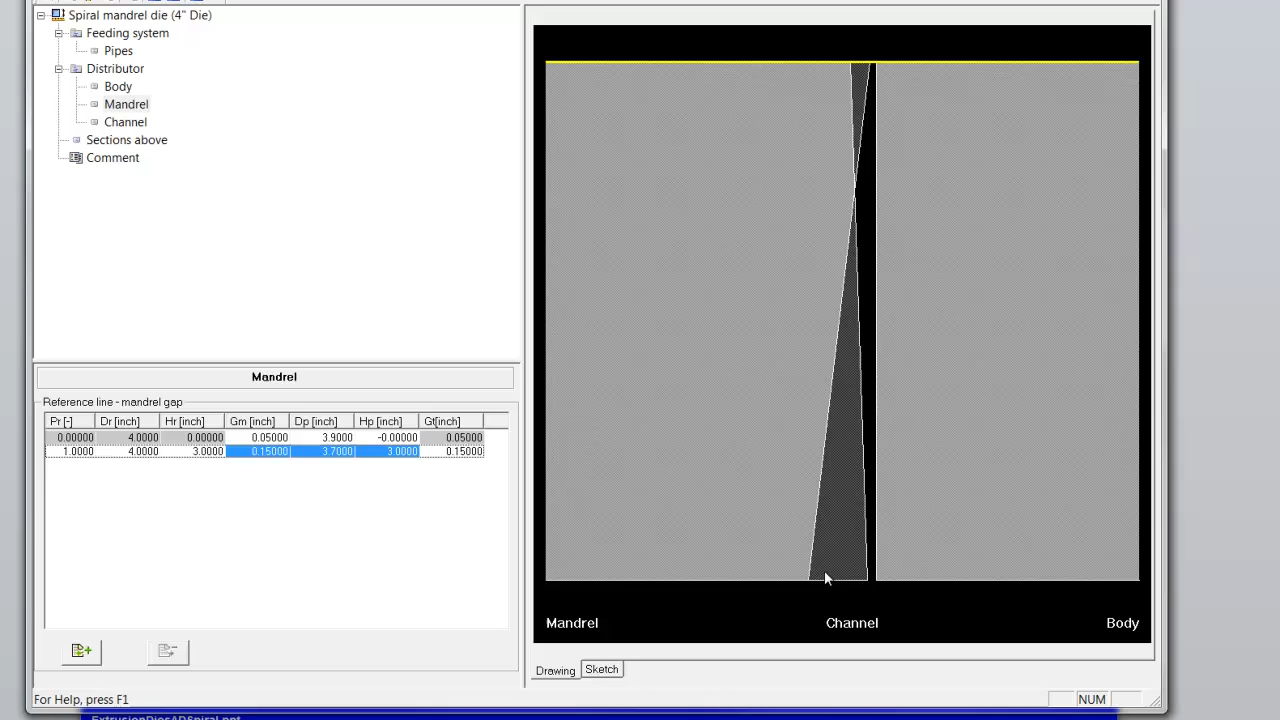 Spiral mandrel die (4" Die)
Feeding system
Pipes
Distributor
Body
Mandrel
Channel
Sections above
Comment
Mandrel
Reference line - mandrel gap
Pr [-] Dr [inch] Hr [inch] Gm [inch] Dp [inch] Hp [inch] Gt[inch]
0.00000 4.0000 0.00000 0.05000 3.9000 -0.00000 0.05000
1.0000 4.0000 3.0000 0.15000 3.7000 3.0000 0.15000
Mandrel Channel Body
Drawing Sketch
For Help, press F1
NUM
ExtrusionDiesADSpiral.ppt